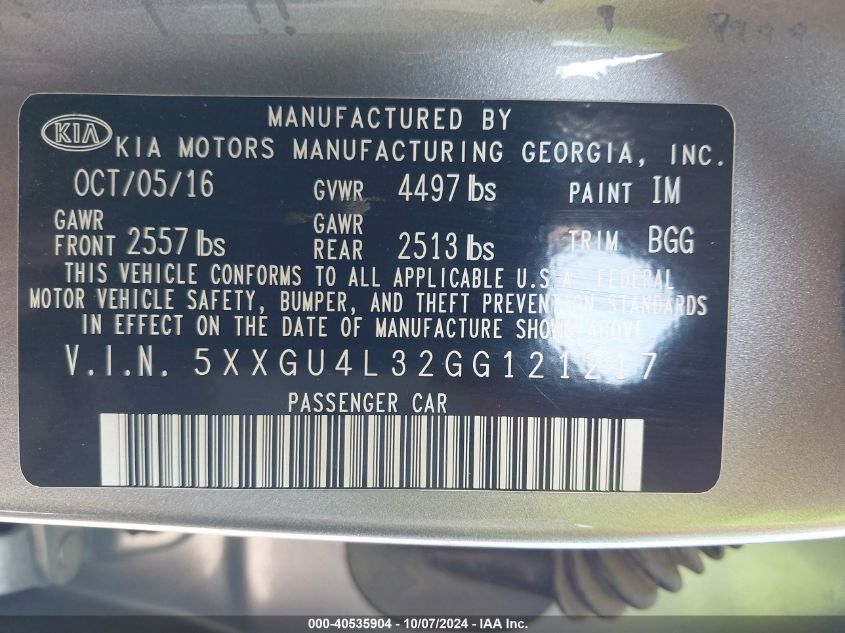 KIA
MANUFACTURED BY
KIA MOTORS MANUFACTURING GEORGIA, INC.
OCT/05/16 GVWR 4497 lbs PAINT IM
GAWR FRONT 2557 lbs GAWR REAR 2513 lbs TRIM BGG
THIS VEHICLE CONFORMS TO ALL APPLICABLE U.S.A. FEDERAL
MOTOR VEHICLE SAFETY, BUMPER, AND THEFT PREVENTION STANDARDS
IN EFFECT ON THE DATE OF MANUFACTURE SHOWN ABOVE
V.I.N. 5XXGU4L32GG121217
PASSENGER CAR
000-40535904 - 10/07/2024 - IAA Inc.